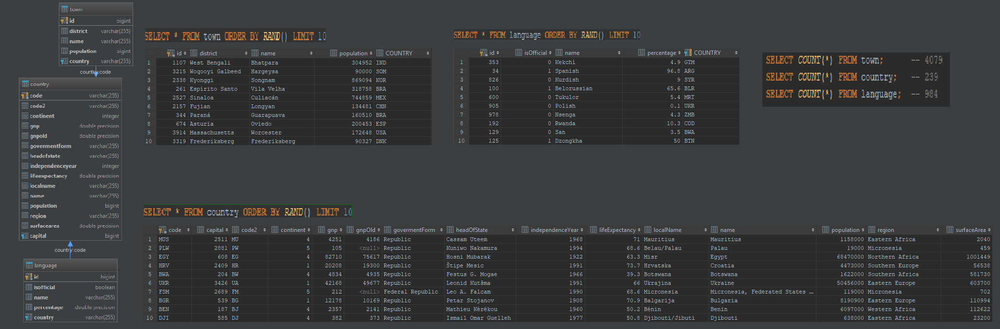 town
id bigint
district varchar(255)
name varchar(255)
population bigint
country varchar(255)
country:code
country
code varchar(255)
code2 varchar(255)
continent integer
gnp double precision
gnpold double precision
govermentform varchar(255)
headofstate varchar(255)
independenceyear integer
lifeexpectancy double precision
localname varchar(255)
name varchar(255)
population bigint
region varchar(255)
surfacearea double precision
capital bigint
country:code
language
id bigint
isofficial boolean
name varchar(255)
percentage double precision
country varchar(255)
SELECT * FROM town ORDER BY RAND() LIMIT 10
id district name population COUNTRY
1 1107 West Bengali Bhatpara 304952 IND
2 3215 Woqooyi Galbeed Hargeysa 90000 SOM
3 2338 Kyonggi Songnam 869094 KOR
4 261 Espírito Santo Vila Velha 318758 BRA
5 2527 Sinaloa Culiacán 744859 MEX
6 2157 Fujian Longyan 134481 CHN
7 344 Paraná Guarapuava 160510 BRA
8 674 Asturia Oviedo 200453 ESP
9 3914 Massachusetts Worcester 172648 USA
10 3319 Frederiksberg Frederiksberg 90327 DNK
SELECT * FROM language ORDER BY RAND() LIMIT 10
id isOfficial name percentage COUNTRY
1 353 0 Kekchí 4.9 GTM
2 34 1 Spanish 96.8 ARG
3 826 0 Kurdish 9 SYR
4 100 1 Belorussian 65.6 BLR
5 600 0 Tukulor 5.4 MRT
6 905 0 Polish 0.1 UKR
7 978 0 Nsenga 4.3 ZMB
8 192 0 Rwanda 10.3 COD
9 129 0 San 3.5 BWA
10 125 1 Dzongkha 50 BTN
SELECT COUNT(*) FROM town; -- 4079
SELECT COUNT(*) FROM country; -- 239
SELECT COUNT(*) FROM language; -- 984
SELECT * FROM country ORDER BY RAND() LIMIT 10
code capital code2 continent gnp gnpOld govermentForm headOfState independenceYear lifeExpectancy localName name population region surfaceArea
1 MUS 2511 MU 4 4251 4186 Republic Cassam Uteem 1968 71 Mauritius Mauritius 1158000 Eastern Africa 2040
2 PLW 2881 PW 5 105 <null> Republic Kuniwo Nakamura 1994 68.6 Belau/Palau Palau 19000 Micronesia 459
3 EGY 608 EG 4 82710 75617 Republic Hosni Mubarak 1922 63.3 Misr Egypt 68470000 Northern Africa 1001449
4 HRV 2409 HR 1 20208 19300 Republic Štipe Mesic 1991 73.7 Hrvatska Croatia 4473000 Southern Europe 56538
5 BWA 204 BW 4 4834 4935 Republic Festus G. Mogae 1966 39.3 Botswana Botswana 1622000 Southern Africa 581730
6 UKR 3426 UA 1 42168 49677 Republic Leonid Kutšma 1991 66 Ukrajina Ukraine 50456000 Eastern Europe 603700
7 FSM 2689 FM 5 212 <null> Federal Republic Leo A. Falcam 1990 68.6 Micronesia Micronesia, Federated States ... 119000 Micronesia 702
8 BGR 539 BG 1 12178 10169 Republic Petar Stojanov 1908 70.9 Balgarija Bulgaria 8190900 Eastern Europe 110994
9 BEN 187 BJ 4 2357 2141 Republic Mathieu Kérékou 1960 50.2 Bénin Benin 6097000 Western Africa 112622
10 DJI 585 DJ 4 382 373 Republic Ismail Omar Guelleh 1977 50.8 Djibouti/Jibuti Djibouti 638000 Eastern Africa 23200